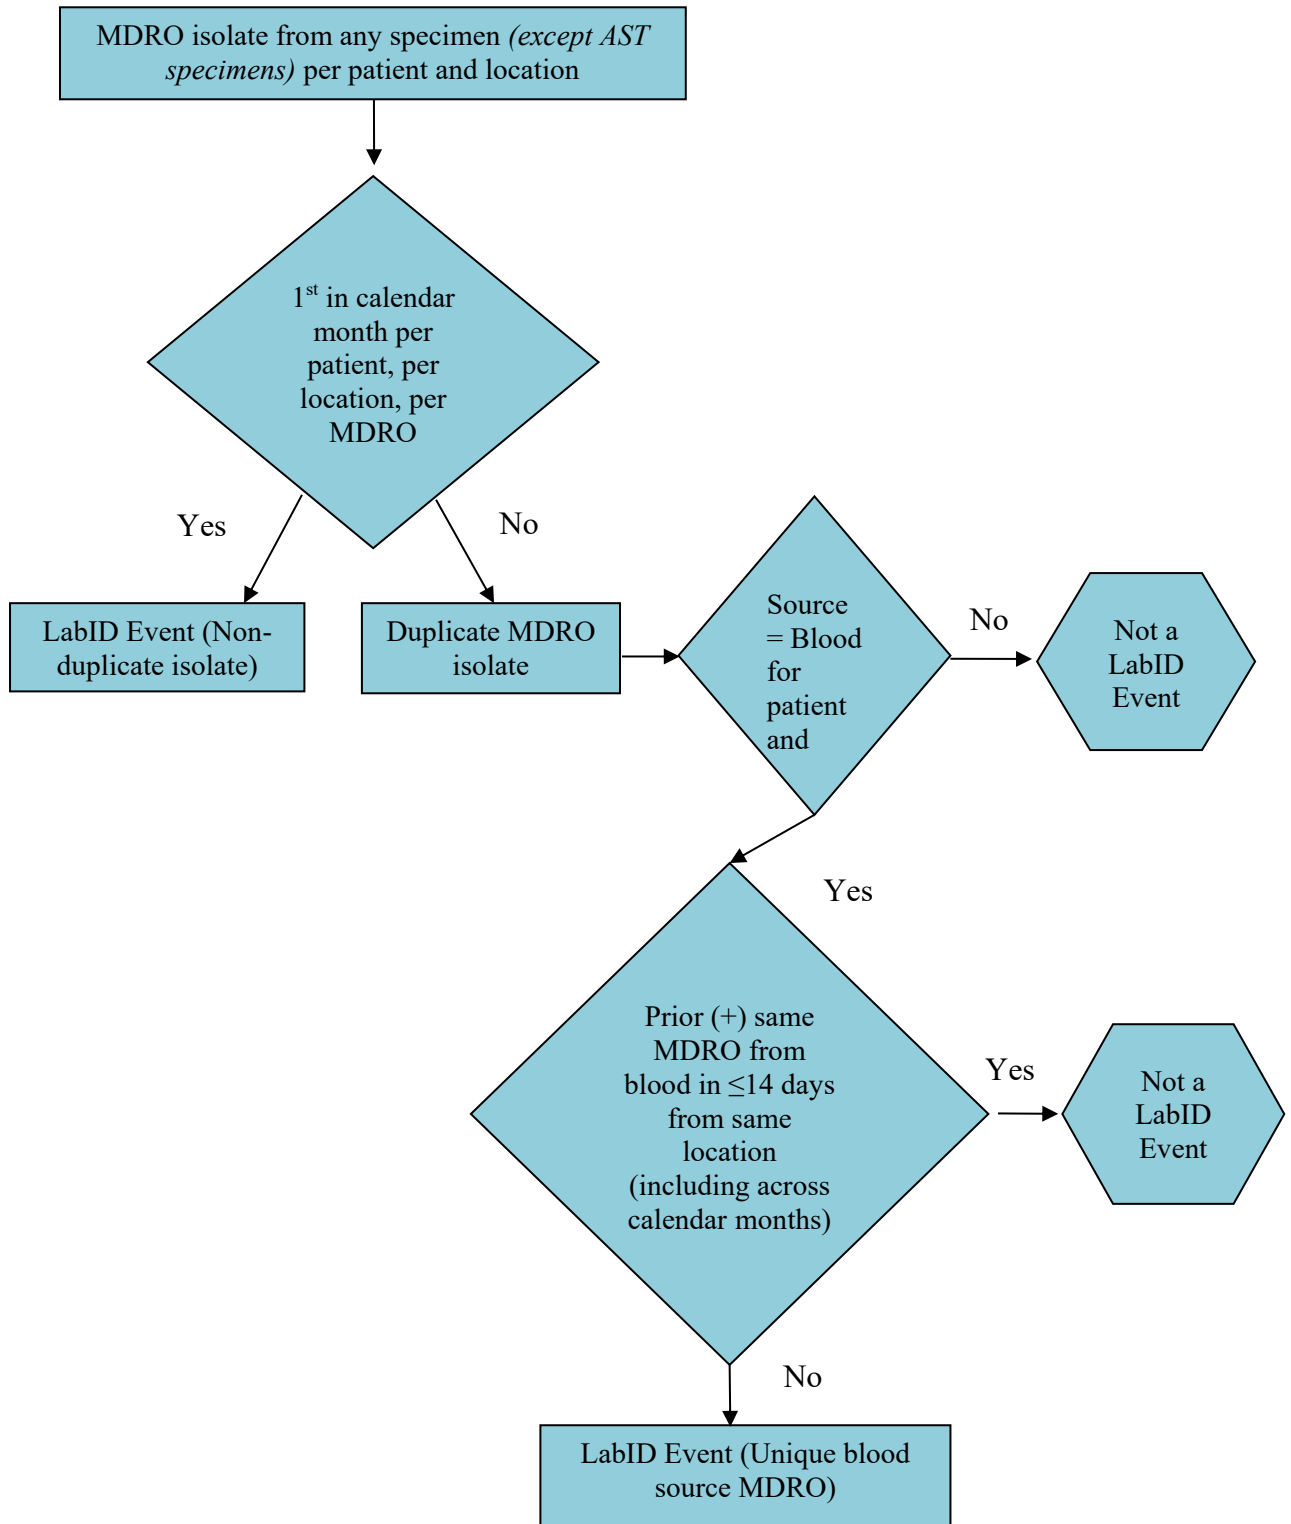 MDRO isolate from any specimen (except AST
specimens) per patient and location
1st in calendar
month per
patient, per
location, per
MDRO
Yes
No
LabID Event (Non-
duplicate isolate)
Duplicate MDRO
isolate
Source
= Blood
for
patient
and
No
Not a
LabID
Event
Yes
Prior (+) same
MDRO from
blood in ≤14 days
from same
location
(including across
calendar months)
Yes
Not a
LabID
Event
No
LabID Event (Unique blood
source MDRO)